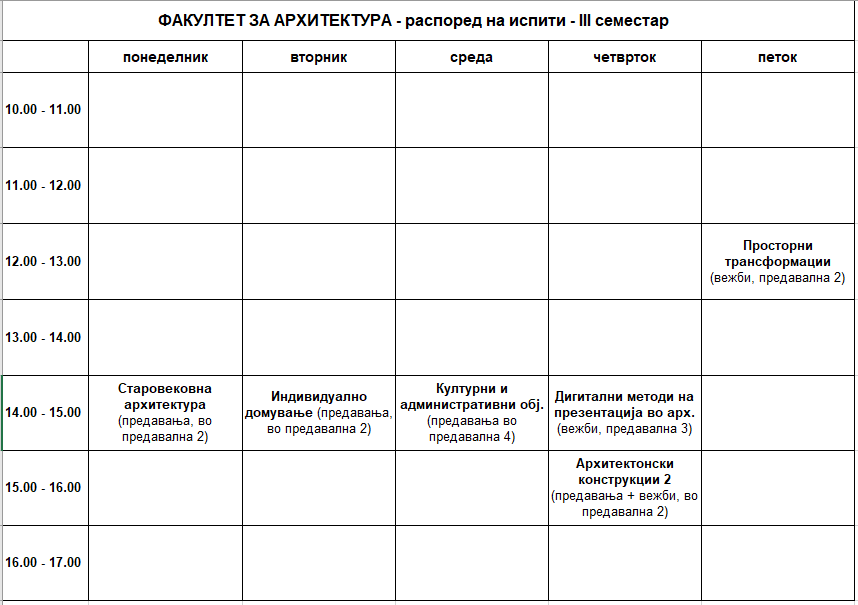 ФАКУЛТЕТ ЗА АРХИТЕКТУРА - распоред на испити - III семестар
понеделник вторник среда четврток петок
10.00 - 11.00
11.00 - 12.00
12.00 - 13.00
Просторни
трансформации
(вежби, предавална 2)
13.00 - 14.00
14.00 - 15.00
Старовековна
архитектура
(предавања, во
предавална 2)
Индивидуално
домување (предавања,
во предавална 2)
Културни и
административни обј.
(предавања во
предавална 4)
Дигитални методи на
презентација во арх.
(вежби, предавална 3)
15.00 - 16.00
Архитектонски
конструкции 2
(предавања + вежби, во
предавална 2)
16.00 - 17.00